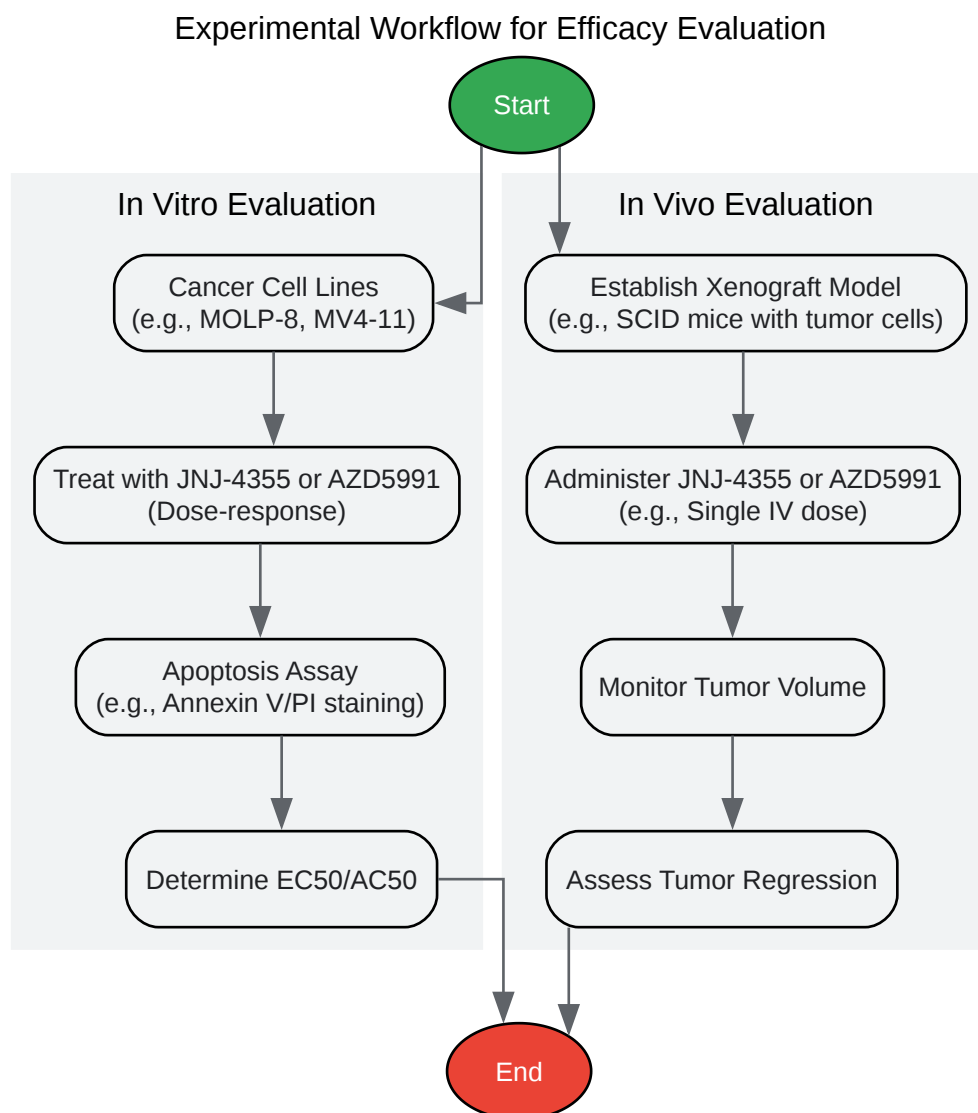 Experimental Workflow for Efficacy Evaluation
Start
In Vitro Evaluation
Cancer Cell Lines
(e.g., MOLP-8, MV4-11)
Treat with JNJ-4355 or AZD5991
(Dose-response)
Apoptosis Assay
(e.g., Annexin V/PI staining)
Determine EC50/AC50
In Vivo Evaluation
Establish Xenograft Model
(e.g., SCID mice with tumor cells)
Administer JNJ-4355 or AZD5991
(e.g., Single IV dose)
Monitor Tumor Volume
Assess Tumor Regression
End